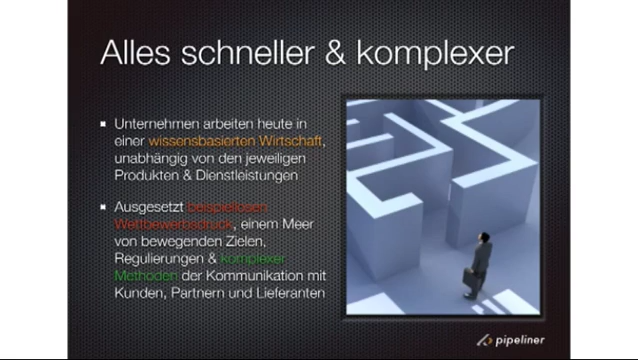 Alles schneller & komplexer
Unternehmen arbeiten heute in
einer wissensbasierten Wirtschaft,
unabhängig von den jeweiligen
Produkten & Dienstleistungen
Ausgesetzt beispiellosen
Wettbewerbsdruck, einem Meer
von bewegenden Zielen,
Regulierungen & komplexer
Methoden der Kommunikation mit
Kunden, Partnern und Lieferanten
pipeliner